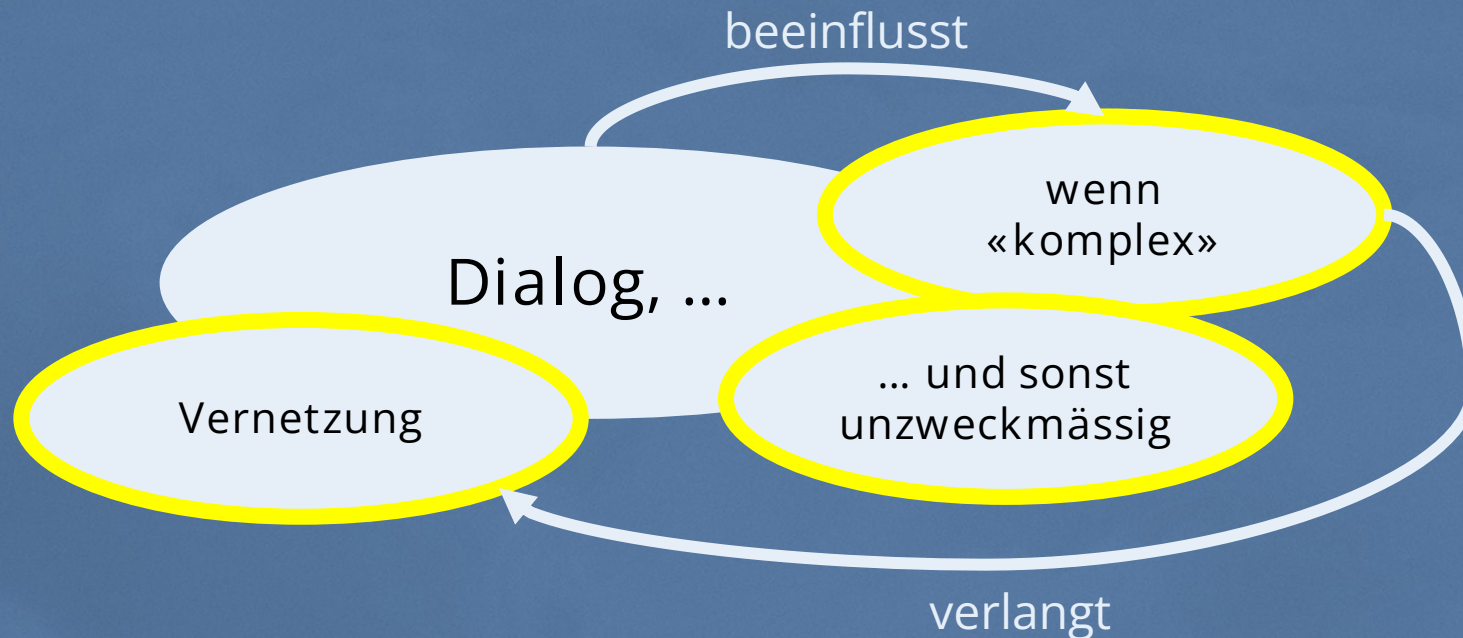 beeinflusst
wenn
«komplex»
Dialog, ...
... und sonst
unzweckmässig
Vernetzung
verlangt